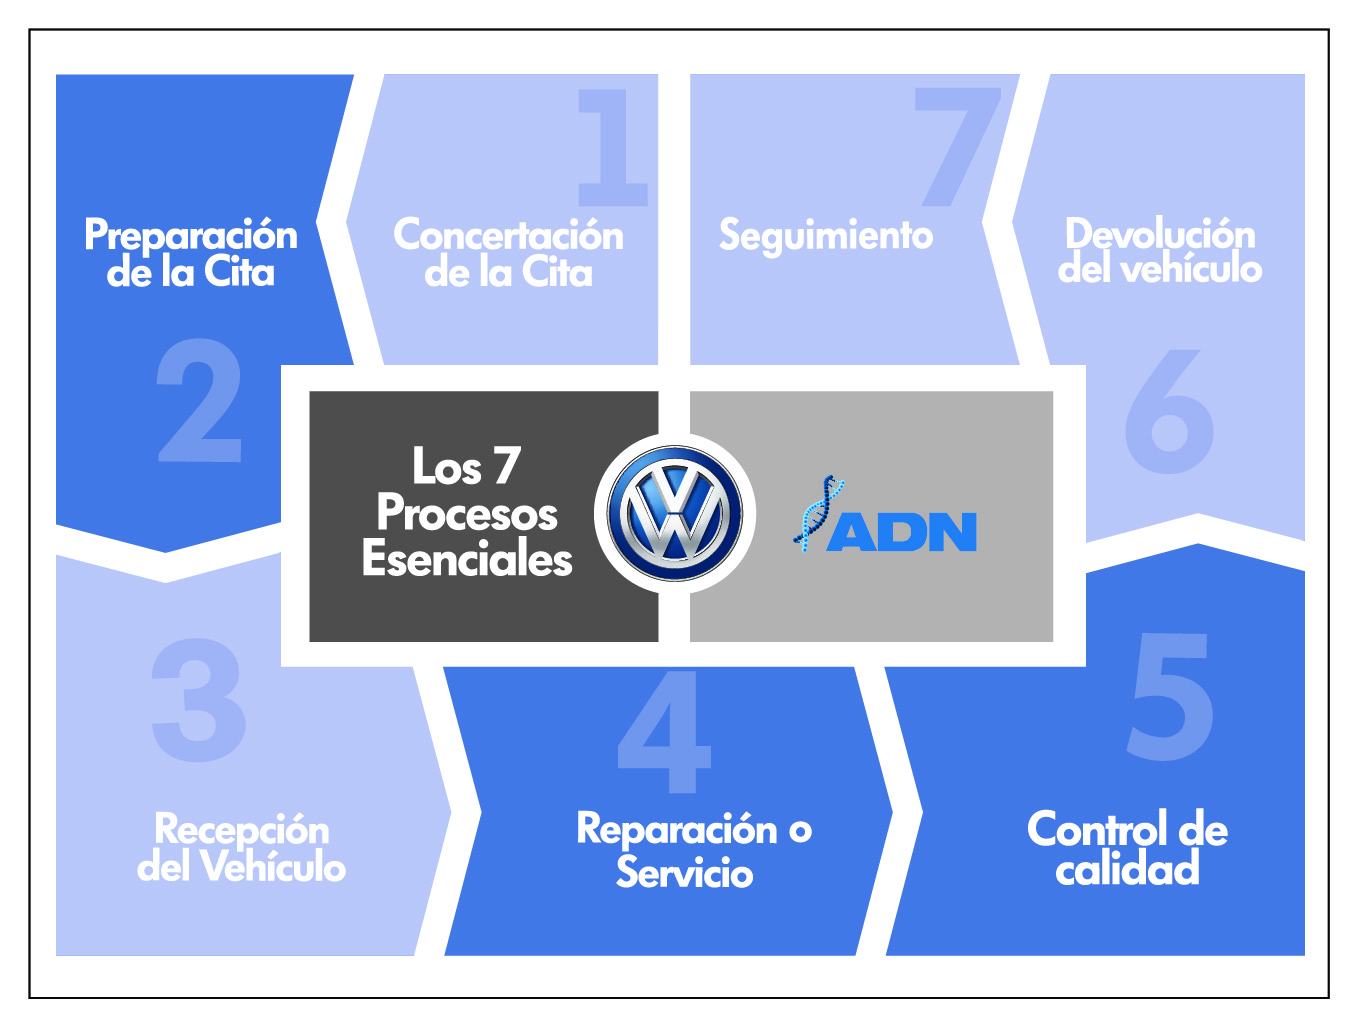 1
Concertación
de la Cita
Preparación
de la Cita
2
3
Recepción
del Vehículo
4
Reparación o
Servicio
5
Control de
calidad
Devolución
del vehículo
6
7
Seguimiento
Los 7
Procesos
Esenciales
VW
ADN